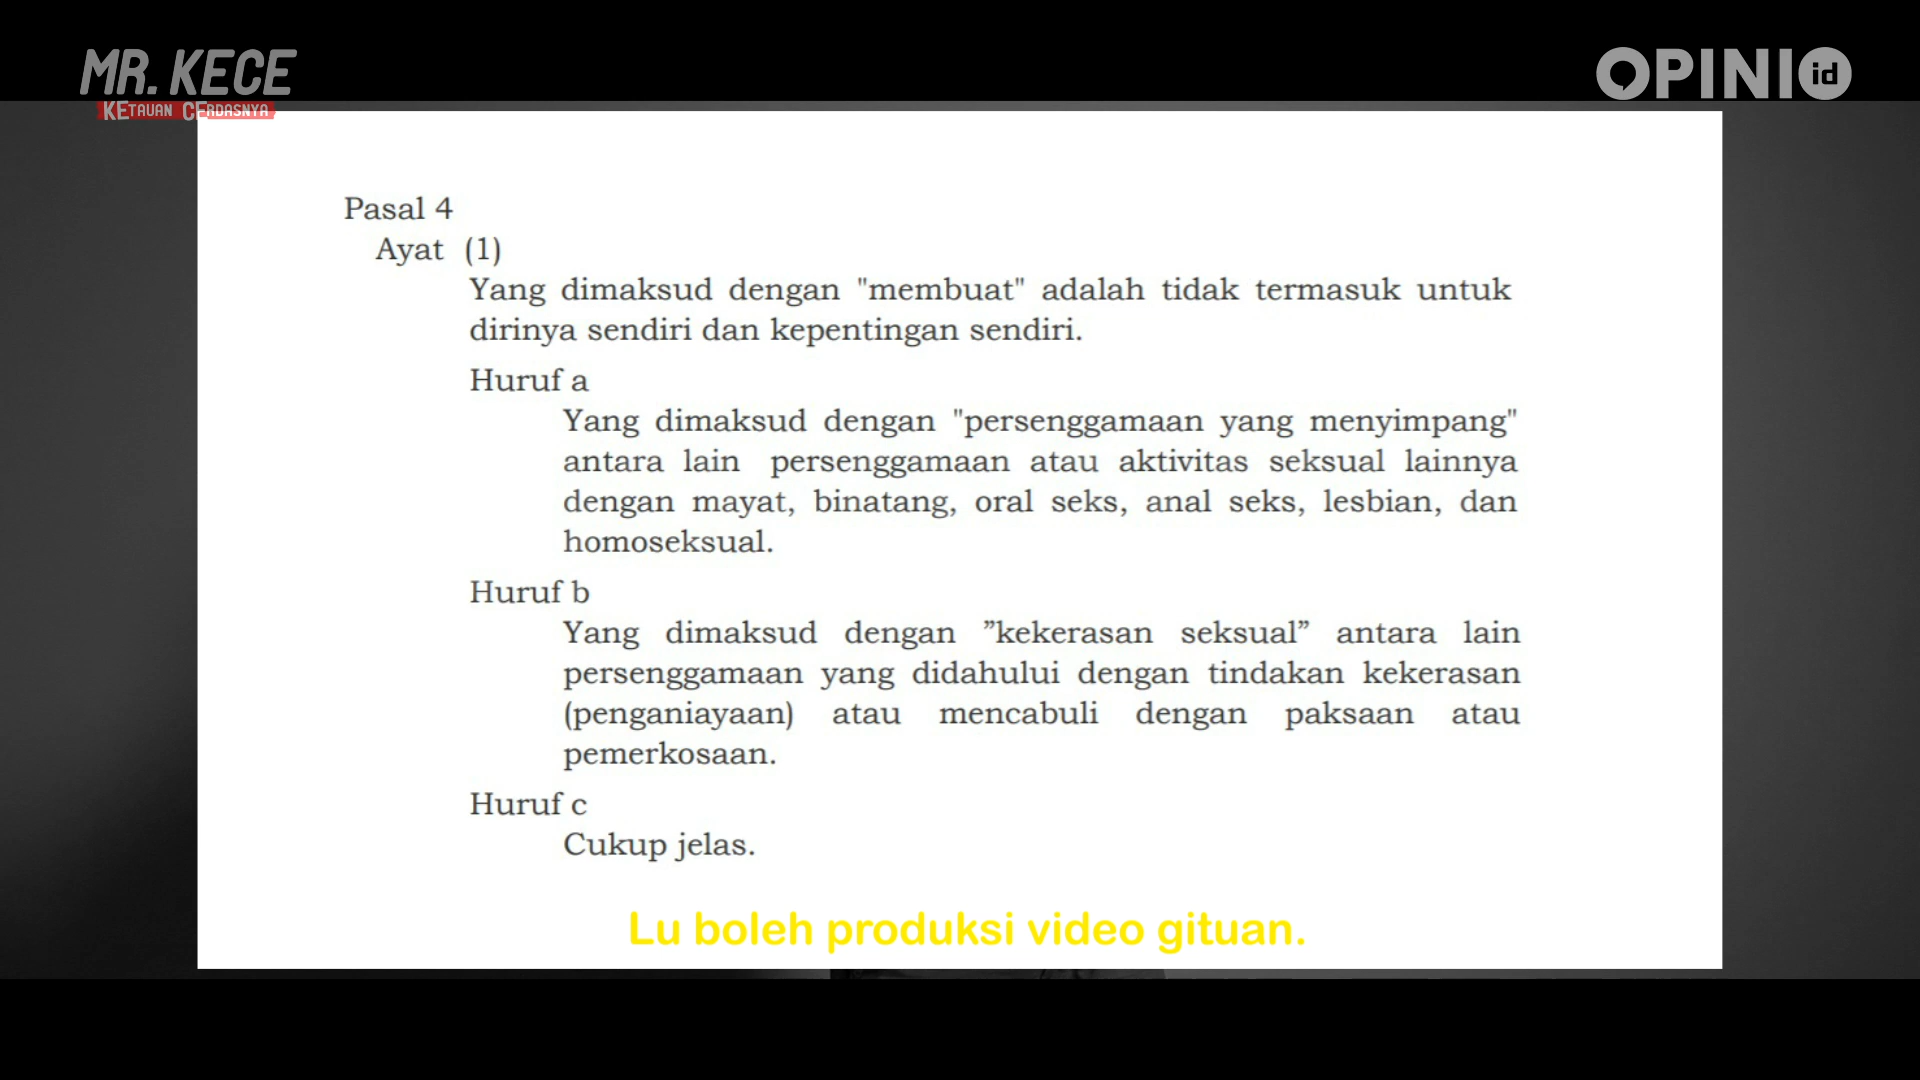 MR. KECE
KETAUAN CERDASNYA
OPINIO id
Pasal 4
Ayat (1)
Yang dimaksud dengan "membuat" adalah tidak termasuk untuk
dirinya sendiri dan kepentingan sendiri.
Huruf a
Yang dimaksud dengan "persenggamaan yang menyimpang"
antara lain persenggamaan atau aktivitas seksual lainnya
dengan mayat, binatang, oral seks, anal seks, lesbian, dan
homoseksual.
Huruf b
Yang dimaksud dengan ”kekerasan seksual” antara lain
persenggamaan yang didahului dengan tindakan kekerasan
(penganiayaan) atau mencabuli dengan paksaan atau
pemerkosaan.
Huruf c
Cukup jelas.
Lu boleh produksi video gituan.